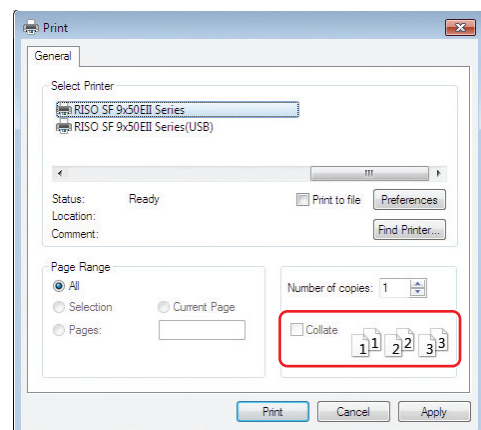 Print
General
Select Printer
RISO SF 9x50EII Series
RISO SF 9x50EII Series(USB)
Status: Ready
Print to file
Preferences
Location:
Comment:
Find Printer...
Page Range
All
Number of copies: 1
Selection
Current Page
Pages:
Collate
1 1 2 2 3 3
Print
Cancel
Apply